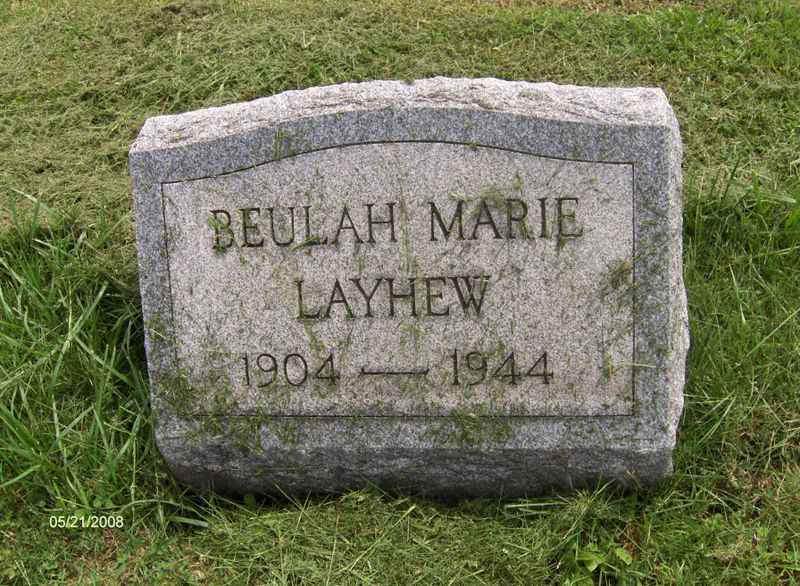 BEULAH MARIE
LAYHEW
1904 — 1944
05/21/2008